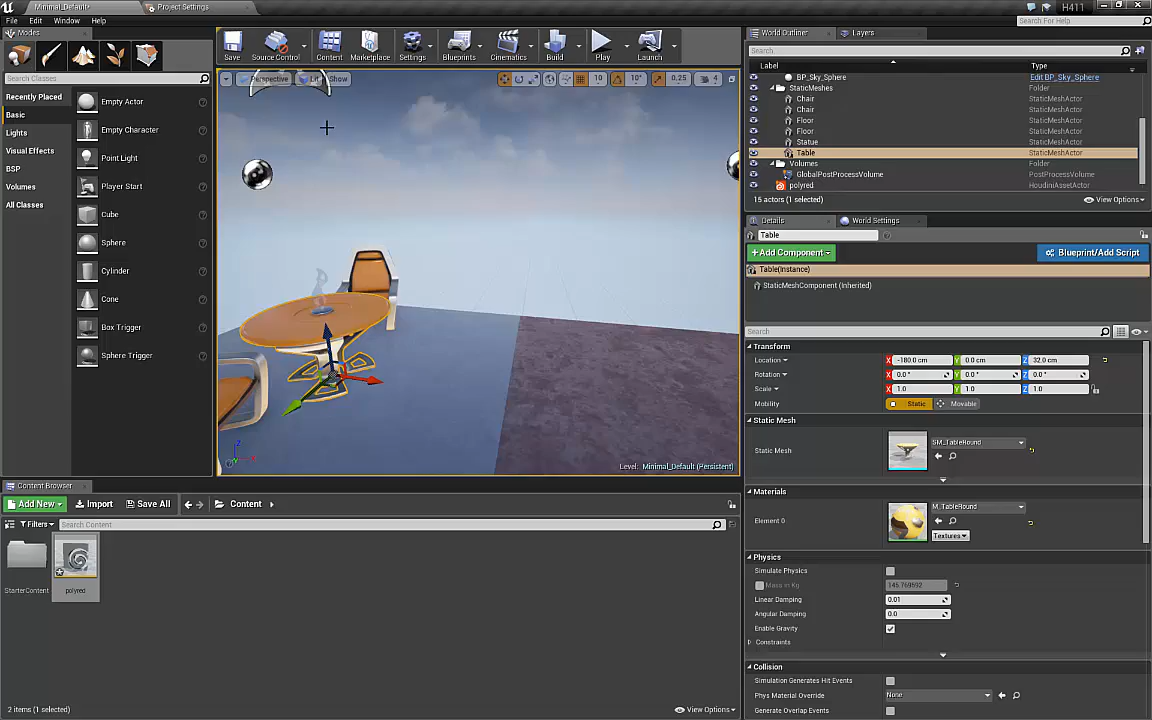 Minimal_Default*
Project Settings
H411
File Edit Window Help
Search For Help
Modes
Search Classes
Recently Placed
Basic
Lights
Visual Effects
BSP
Volumes
All Classes
Empty Actor
Empty Character
Point Light
Player Start
Cube
Sphere
Cylinder
Cone
Box Trigger
Sphere Trigger
Save
Source Control
Content
Marketplace
Settings
Blueprints
Cinematics
Build
Play
Launch
Perspective
Lit
Show
10
10°
0.25
4
Level: Minimal_Default (Persistent)
World Outliner
Layers
Search
Label
Type
BP_Sky_Sphere Edit BP_Sky_Sphere
StaticMeshes Folder
Chair StaticMeshActor
Chair StaticMeshActor
Floor StaticMeshActor
Floor StaticMeshActor
Statue StaticMeshActor
Table StaticMeshActor
Volumes Folder
GlobalPostProcessVolume PostProcessVolume
polyred HoudiniAssetActor
15 actors (1 selected)
View Options
Details
World Settings
Table
+Add Component
Blueprint/Add Script
Table(Instance)
StaticMeshComponent (Inherited)
Search
Transform
Location X -180.0 cm Y 0.0 cm Z 32.0 cm
Rotation X 0.0° Y 0.0° Z 0.0°
Scale X 1.0 Y 1.0 Z 1.0
Mobility Static Movable
Static Mesh
Static Mesh SM_TableRound
Materials
Element 0 M_TableRound
Textures
Physics
Simulate Physics
Mass in Kg 145.769592
Linear Damping 0.01
Angular Damping 0.0
Enable Gravity
Constraints
Collision
Simulation Generates Hit Events
Phys Material Override None
Generate Overlap Events
Content Browser
Add New
Import
Save All
Content
Filters
Search Content
StarterContent
polyred
2 items (1 selected)
View Options